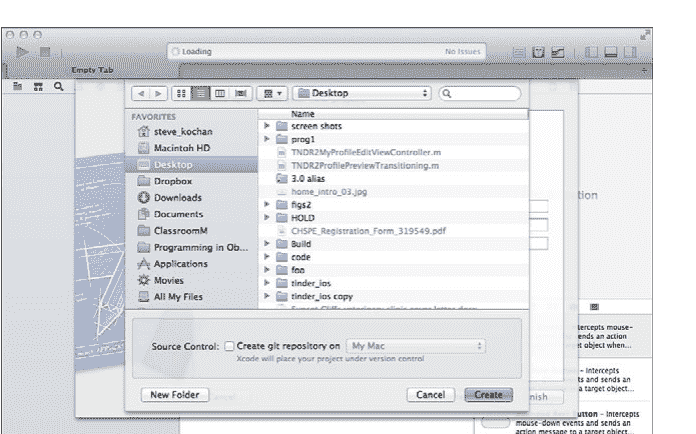 Loading
No Issues
Empty Tab
Desktop
FAVORITES
steve_kochan
Macintosh HD
Desktop
Dropbox
Downloads
Documents
ClassroomM
Programming in Ob...
Applications
Movies
All My Files
Name
screen shots
prog1
TNDR2MyProfileEditViewController.m
TNDR2ProfilePreviewTransitioning.m
3.0 alias
home_intro_03.jpg
figs2
HOLD
CHSPE_Registration_Form_319549.pdf
Build
code
foo
tinder_ios
tinder_ios copy
tion
Source Control: Create git repository on My Mac
Xcode will place your project under version control
New Folder
Cancel
Create
Cancel
nish
tercepts mouse-
ends an action
et object when...
- Intercepts
ts and sends an
a target object...
utton - Intercepts
mouse-down events and sends an
action message to a target object